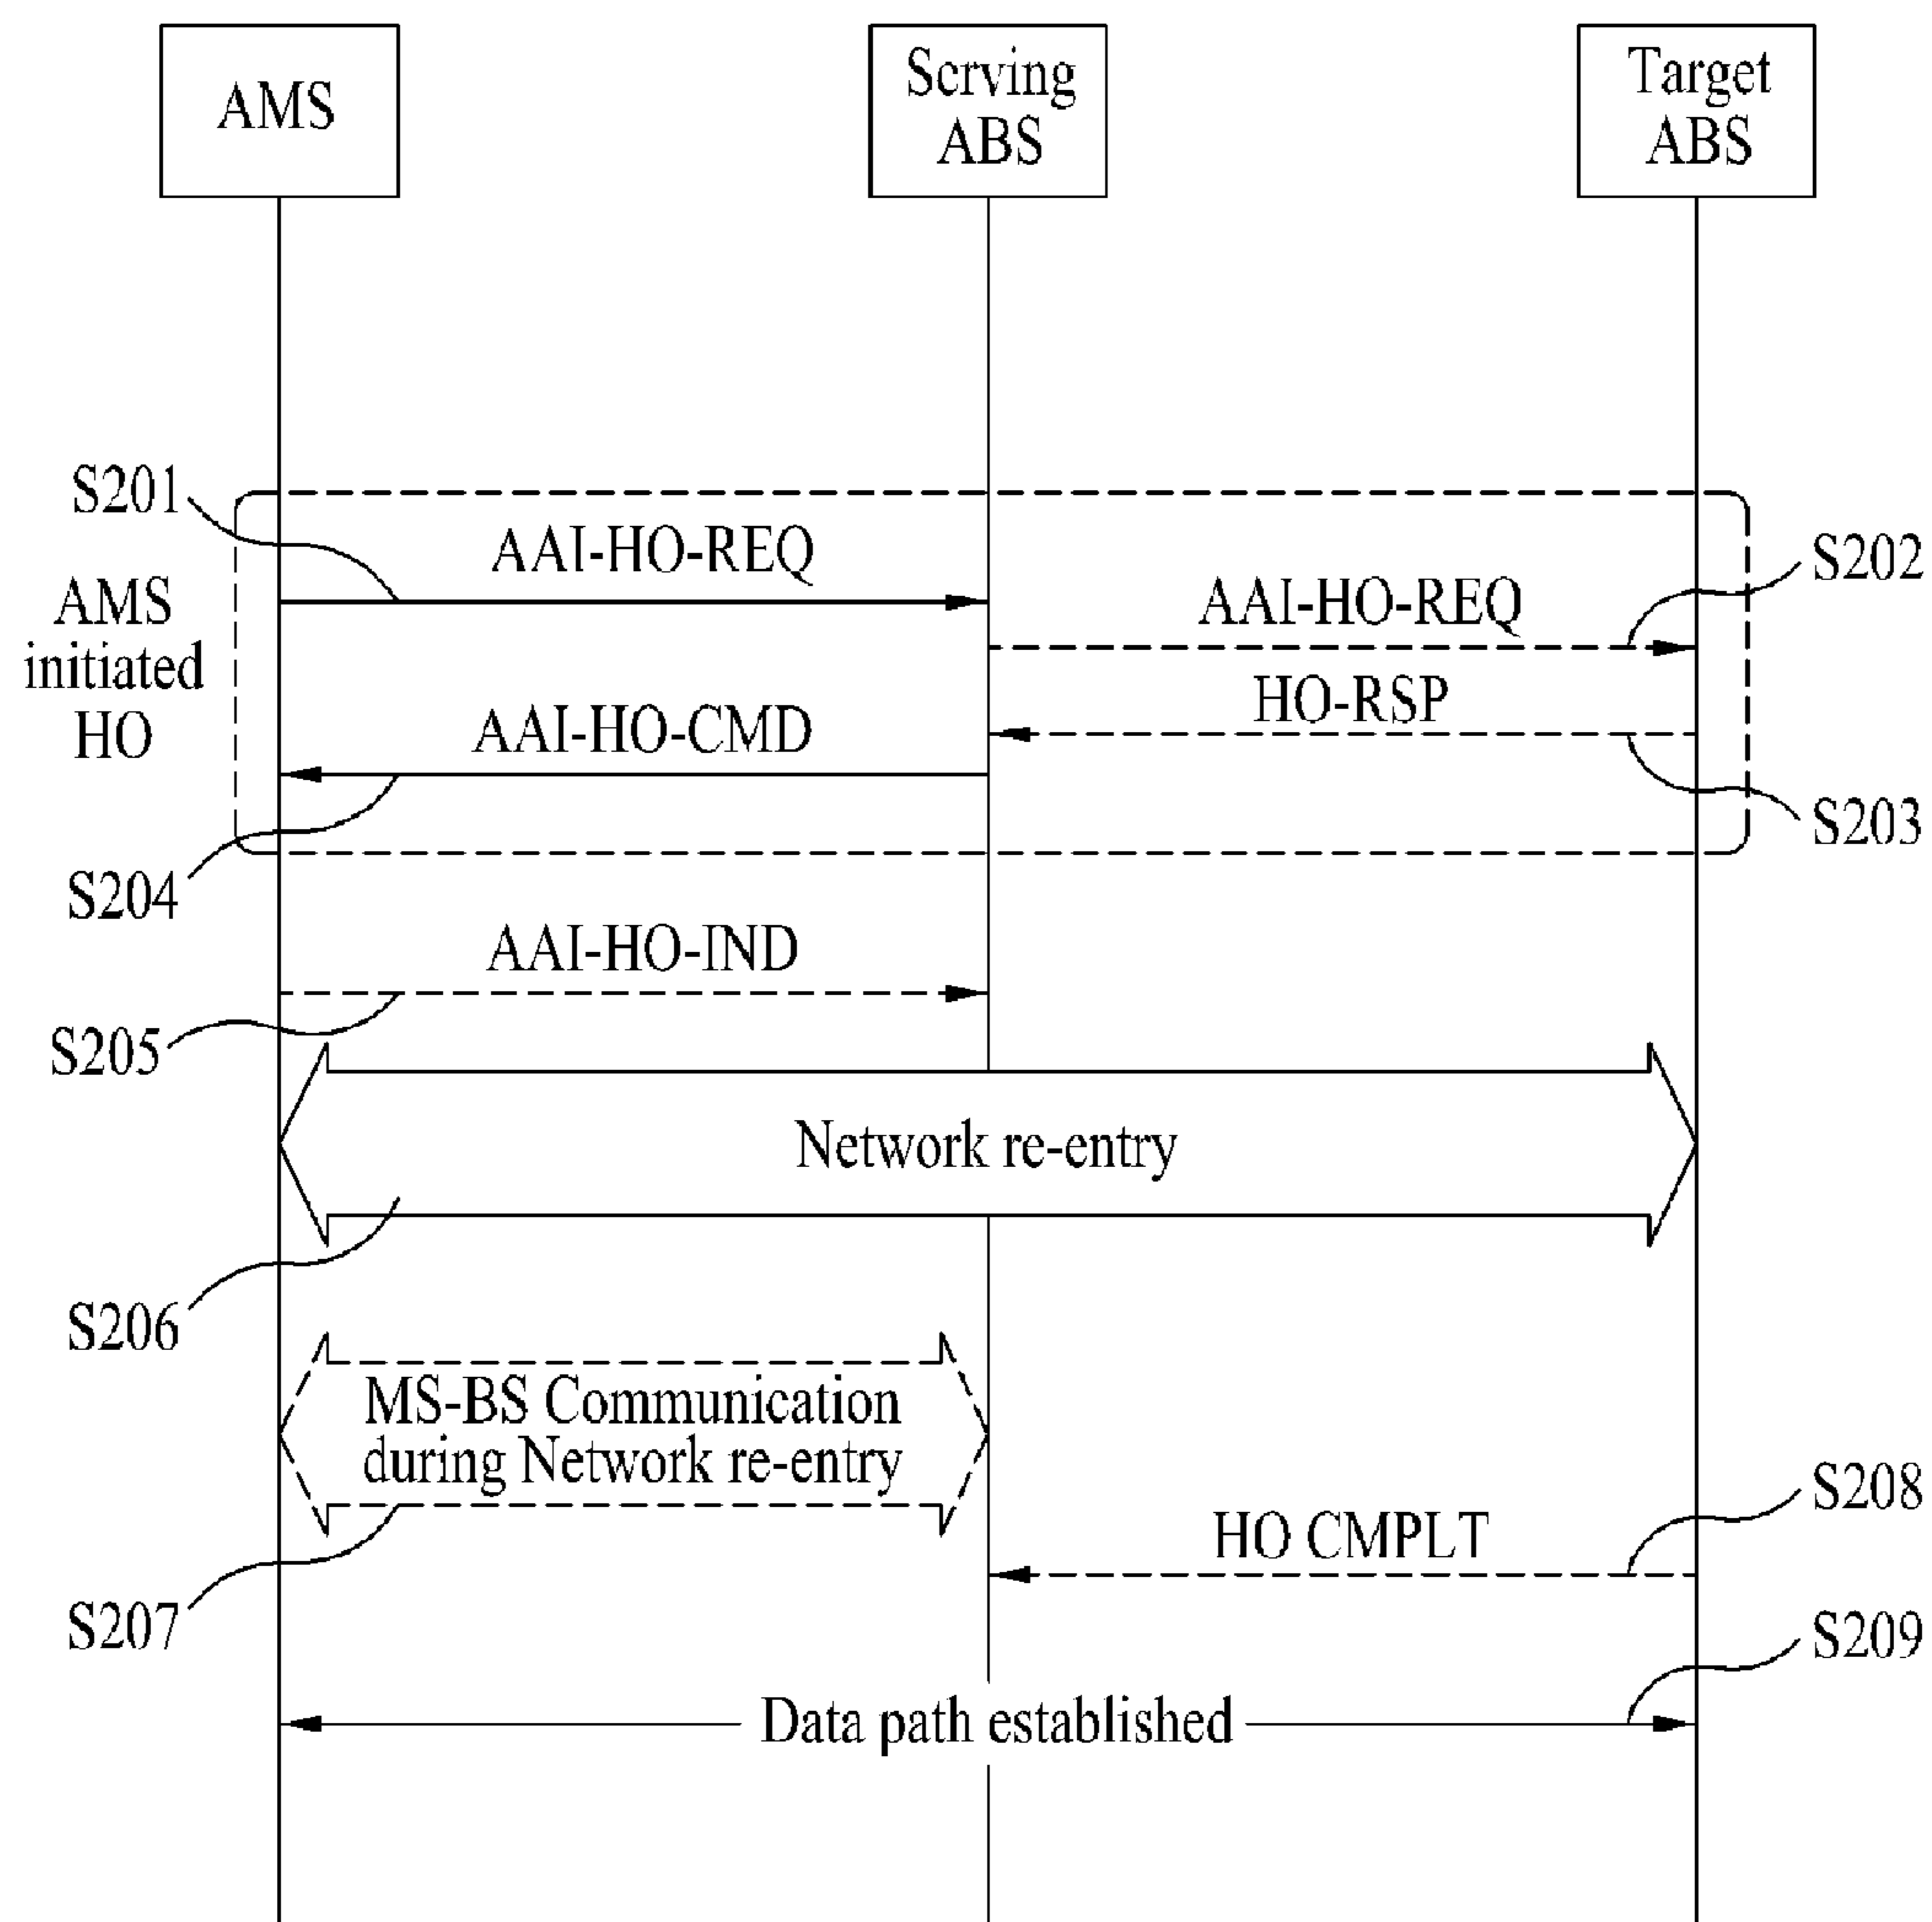 AMS
Scrving
ABS
Target
ABS
S201
AAI-HO-REQ
S202
AMS
initiated
HO
AAI-HO-REQ
HO-RSP
AAI-HO-CMD
S203
S204
AAI-HO-IND
S205
Network re-entry
S206
MS-BS Communication
during Network re-entry
S207
S208
HO CMPLT
S209
Data path established